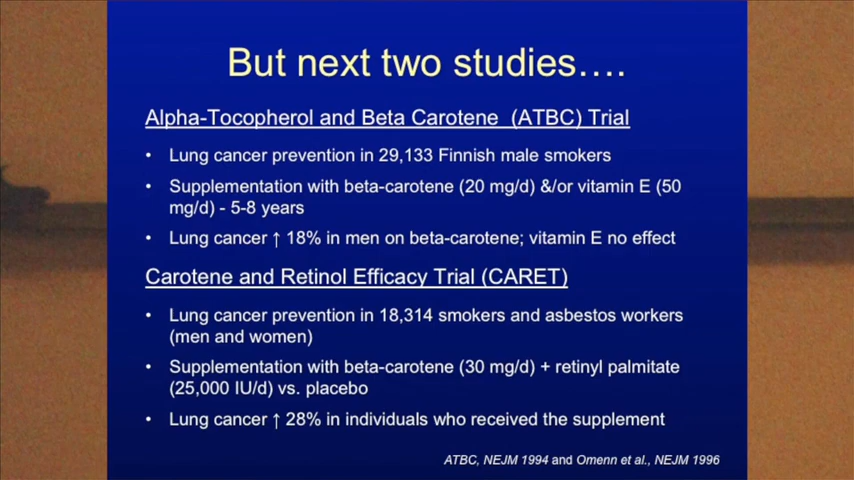 But next two studies….
Alpha-Tocopherol and Beta Carotene (ATBC) Trial
• Lung cancer prevention in 29,133 Finnish male smokers
• Supplementation with beta-carotene (20 mg/d) &/or vitamin E (50
mg/d) - 5-8 years
• Lung cancer ↑ 18% in men on beta-carotene; vitamin E no effect
Carotene and Retinol Efficacy Trial (CARET)
• Lung cancer prevention in 18,314 smokers and asbestos workers
(men and women)
• Supplementation with beta-carotene (30 mg/d) + retinyl palmitate
(25,000 IU/d) vs. placebo
• Lung cancer ↑ 28% in individuals who received the supplement
ATBC, NEJM 1994 and Omenn et al., NEJM 1996